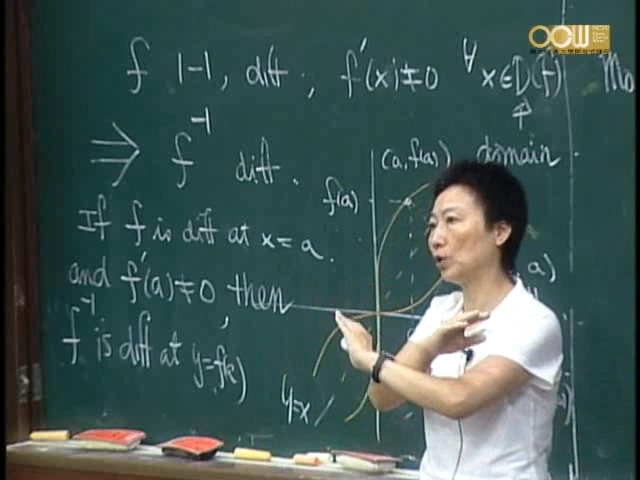 OCW
f 1-1, diff, f'(x)≠0 ∀x∈D(f)
⇒ f⁻¹ diff.
domain
(a, f(a))
f(a)
If f is diff at x=a.
and f'(a)≠0, then
f⁻¹ is diff at y=f(a)
y=x